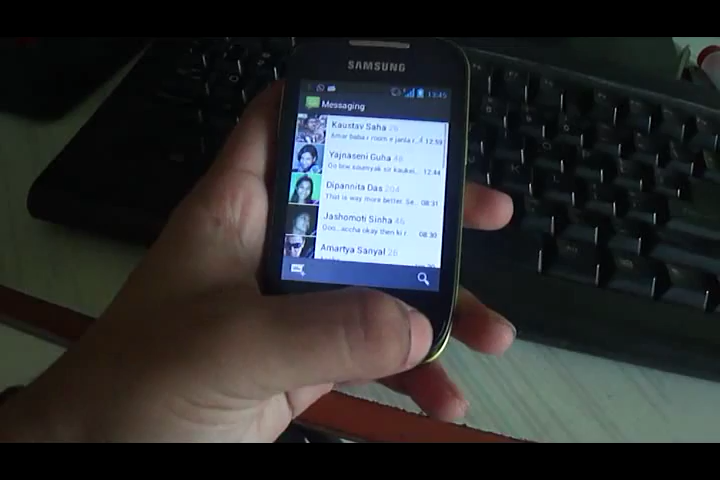 SAMSUNG
13:45
Messaging
Kaustav Saha 26
Amar baba r room e janla r.. 12:59
Yajnaseni Guha 48
Oo btw soumyak sir 12:44
Dipannita Das 204
That is way more better. Se.. 08:31
Jashomoti Sinha 46
Ooo.. accha okay then ki r 08:30
Amartya Sanyal 26